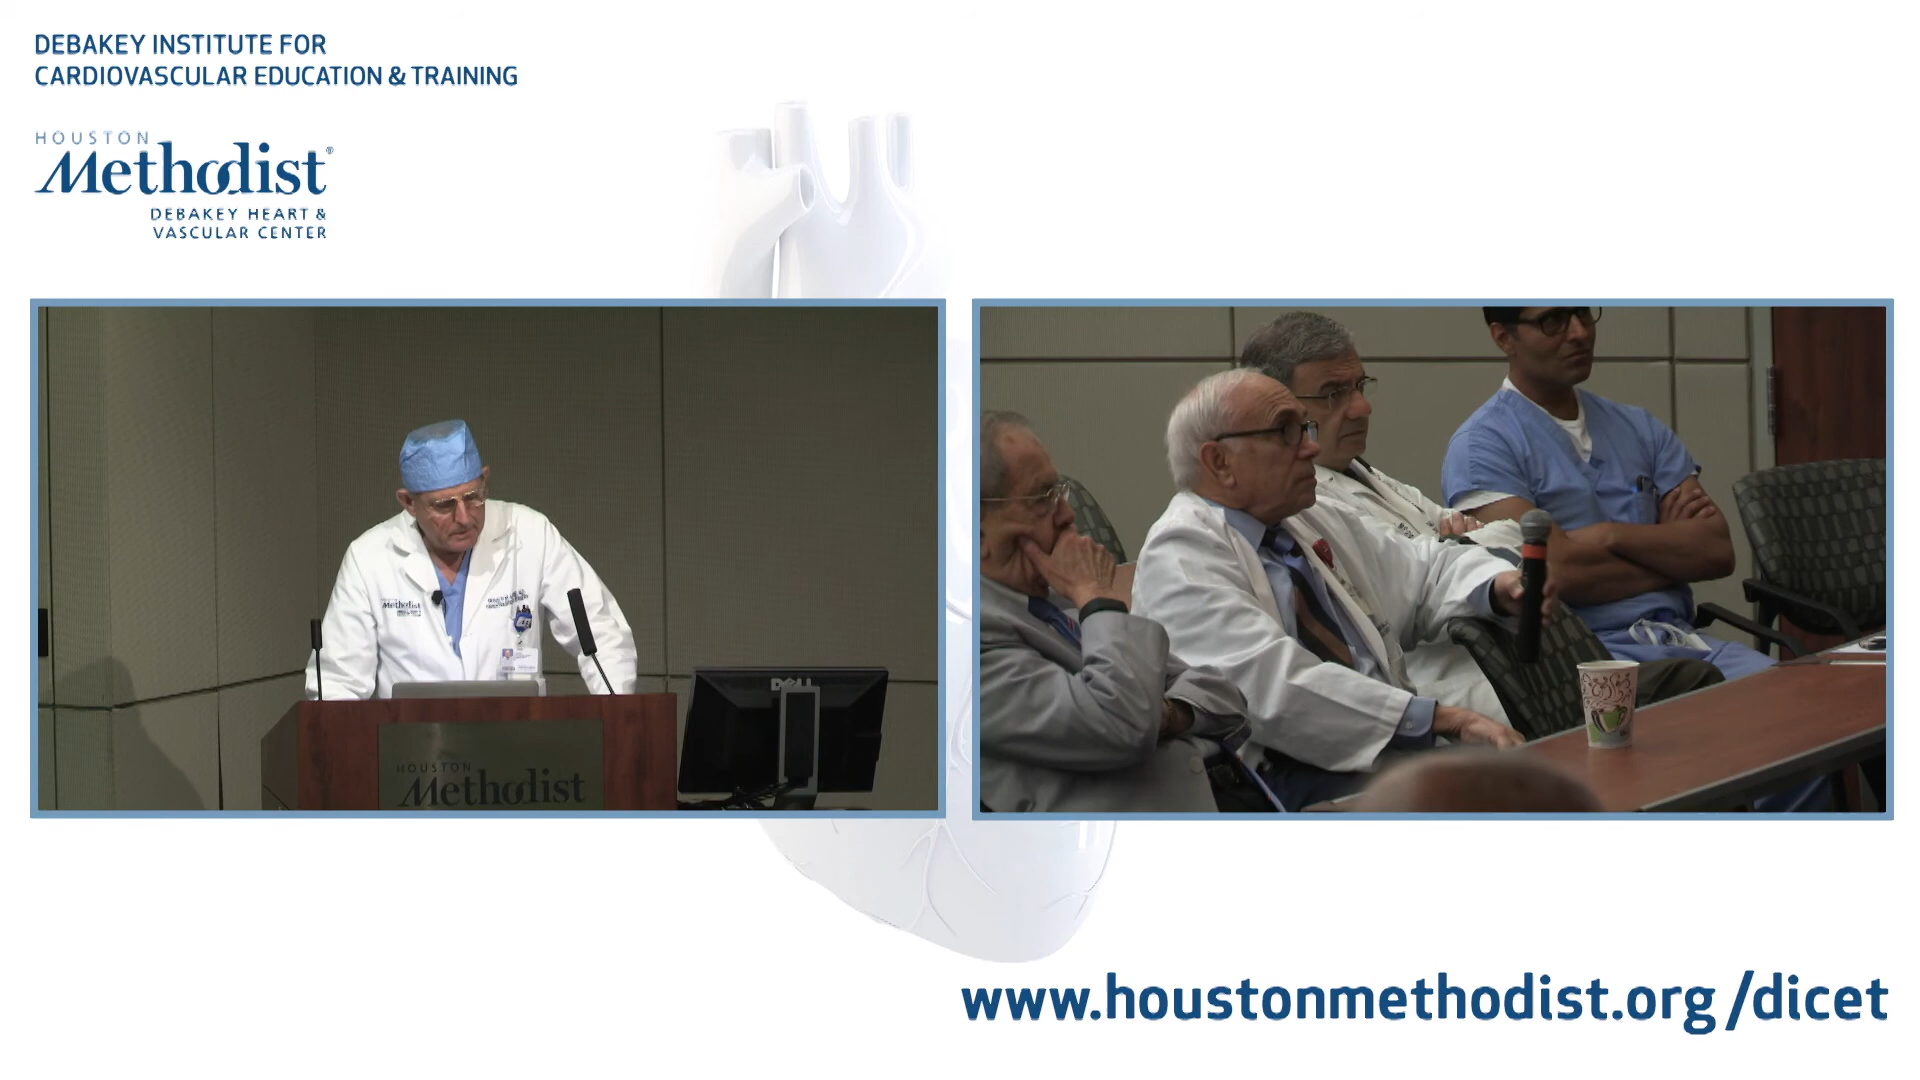 DEBAKEY INSTITUTE FOR
CARDIOVASCULAR EDUCATION & TRAINING
HOUSTON
Methodist®
DEBAKEY HEART &
VASCULAR CENTER
Methodist
DELL
HOUSTON
Methodist
www.houstonmethodist.org/dicet